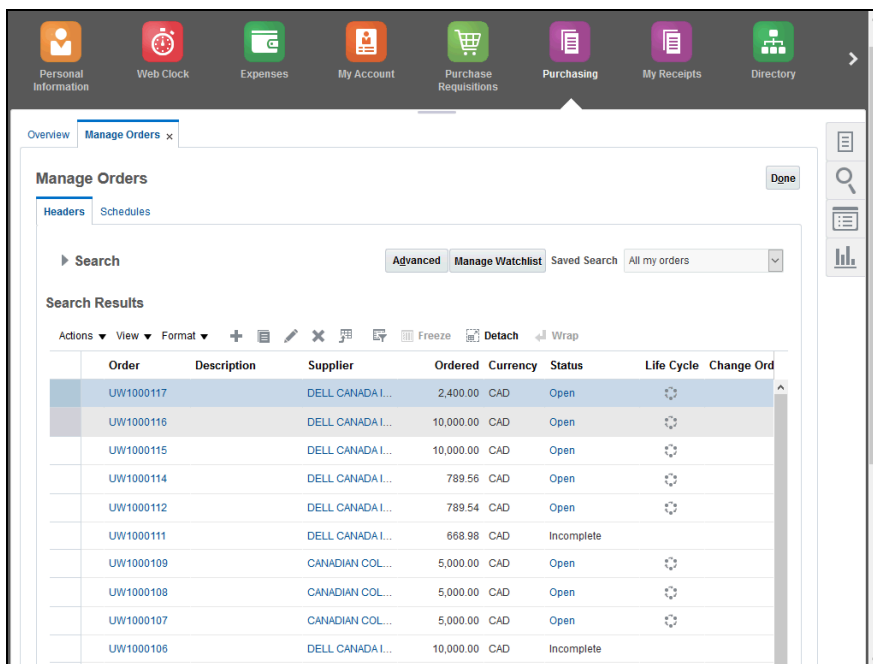 Personal Information
Web Clock
Expenses
My Account
Purchase Requisitions
Purchasing
My Receipts
Directory
Overview Manage Orders x
Manage Orders Done
Headers Schedules
Search Advanced Manage Watchlist Saved Search All my orders
Search Results
Actions View Format Freeze Detach Wrap
Order Description Supplier Ordered Currency Status Life Cycle Change Ord
UW1000117 DELL CANADA I... 2,400.00 CAD Open
UW1000116 DELL CANADA I... 10,000.00 CAD Open
UW1000115 DELL CANADA I... 10,000.00 CAD Open
UW1000114 DELL CANADA I... 789.56 CAD Open
UW1000112 DELL CANADA I... 789.54 CAD Open
UW1000111 DELL CANADA I... 668.98 CAD Incomplete
UW1000109 CANADIAN COL... 5,000.00 CAD Open
UW1000108 CANADIAN COL... 5,000.00 CAD Open
UW1000107 CANADIAN COL... 5,000.00 CAD Open
UW1000106 DELL CANADA I... 10,000.00 CAD Incomplete